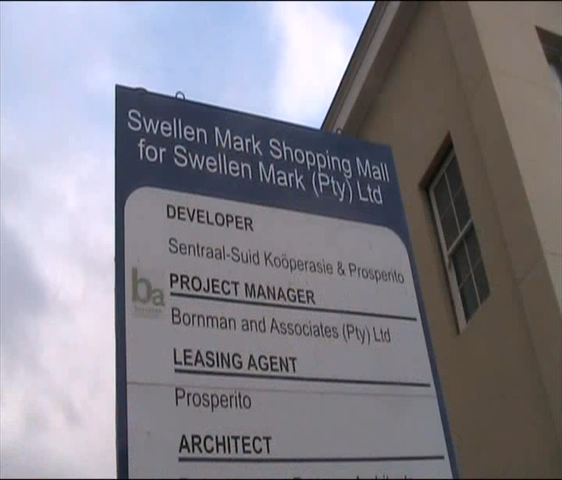 Swellen Mark Shopping Mall
for Swellen Mark (Pty) Ltd
DEVELOPER
Sentraal-Suid Koöperasie & Prosperito
ba
PROJECT MANAGER
Bornman and Associates (Pty) Ltd
LEASING AGENT
Prosperito
ARCHITECT